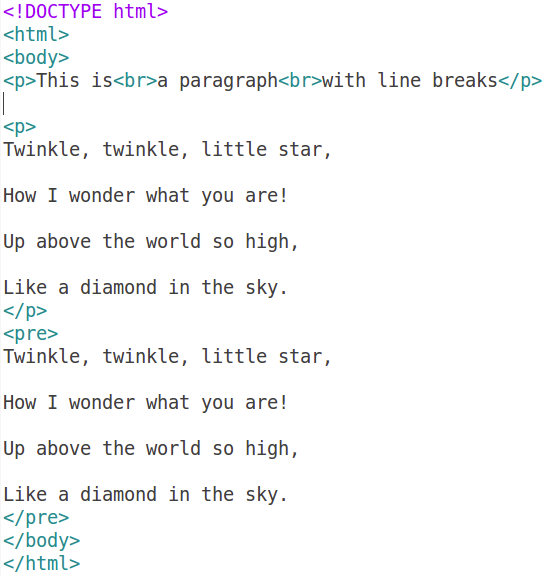 <!DOCTYPE html>
<html>
<body>
<p>This is<br>a paragraph<br>with line breaks</p>
<p>
Twinkle, twinkle, little star,
How I wonder what you are!
Up above the world so high,
Like a diamond in the sky.
</p>
<pre>
Twinkle, twinkle, little star,
How I wonder what you are!
Up above the world so high,
Like a diamond in the sky.
</pre>
</body>
</html>